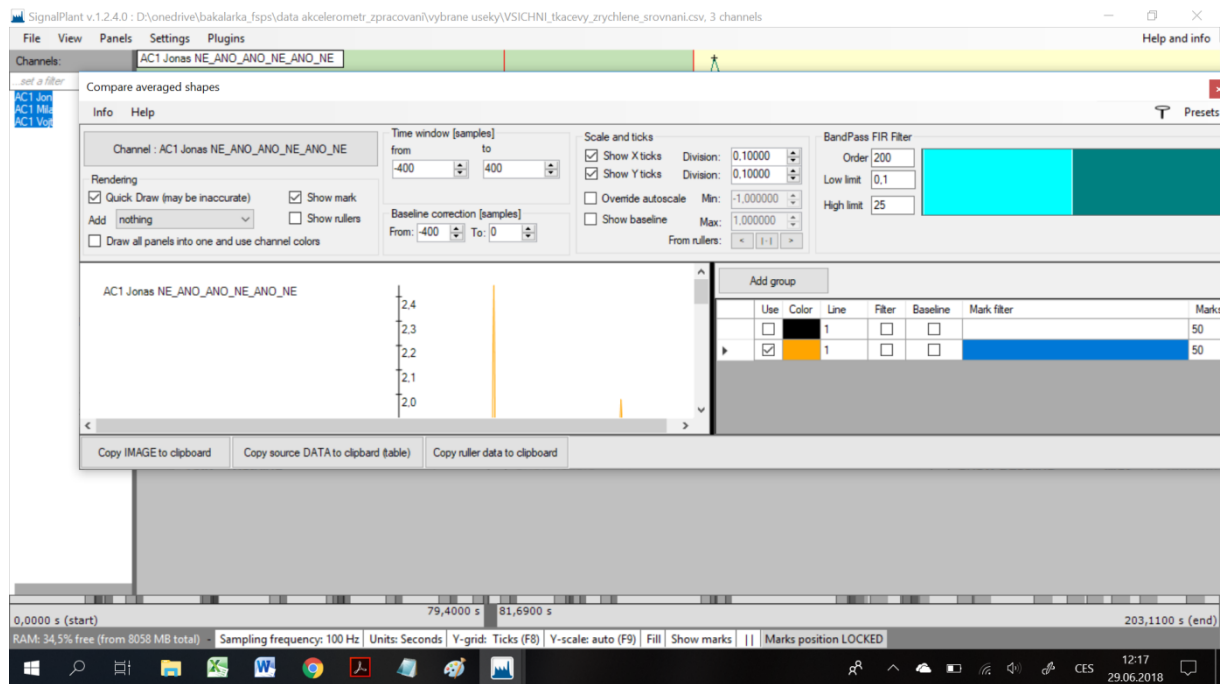 SignalPlant v.1.2.4.0 : D:\onedrive\bakalarka_fsps\data akcelerometr_zpracovani\vybrane useky\VSICHNI_tkacevy_zrychlene_srovnani.csv, 3 channels
File View Panels Settings Plugins Help and info
Channels: AC1 Jonas NE_ANO_ANO_NE_ANO_NE
...set a filter
AC1 Jon
AC1 Mila
AC1 Vojt
Compare averaged shapes
Info Help Presets
Channel : AC1 Jonas NE_ANO_ANO_NE_ANO_NE
Rendering
Quick Draw (may be inaccurate) Show mark
Add nothing Show rullers
Draw all panels into one and use channel colors
Time window [samples]
from to
-400 400
Baseline correction [samples]
From: -400 To: 0
Scale and ticks
Show X ticks Division: 0,10000
Show Y ticks Division: 0,10000
Override autoscale Min: -1,000000
Show baseline Max: 1,000000
From rullers: < |-| >
BandPass FIR Filter
Order 200
Low limit 0,1
High limit 25
AC1 Jonas NE_ANO_ANO_NE_ANO_NE
2,4
2,3
2,2
2,1
2,0
Add group
Use Color Line Filter Baseline Mark filter Marks
1 50
1 50
Copy IMAGE to clipboard Copy source DATA to clipbard (table) Copy ruller data to clipboard
79,4000 s 81,6900 s
0,0000 s (start) 203,1100 s (end)
RAM: 34,5% free (from 8058 MB total) - Sampling frequency: 100 Hz Units: Seconds Y-grid: Ticks (F8) Y-scale: auto (F9) Fill Show marks || Marks position LOCKED
CES 12:17
29.06.2018